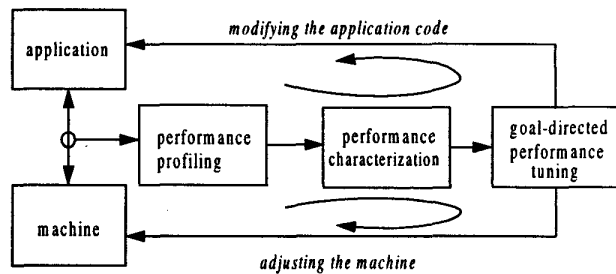 modifying the application code
application
performance
profiling
performance
characterization
goal-directed
performance
tuning
machine
adjusting the machine